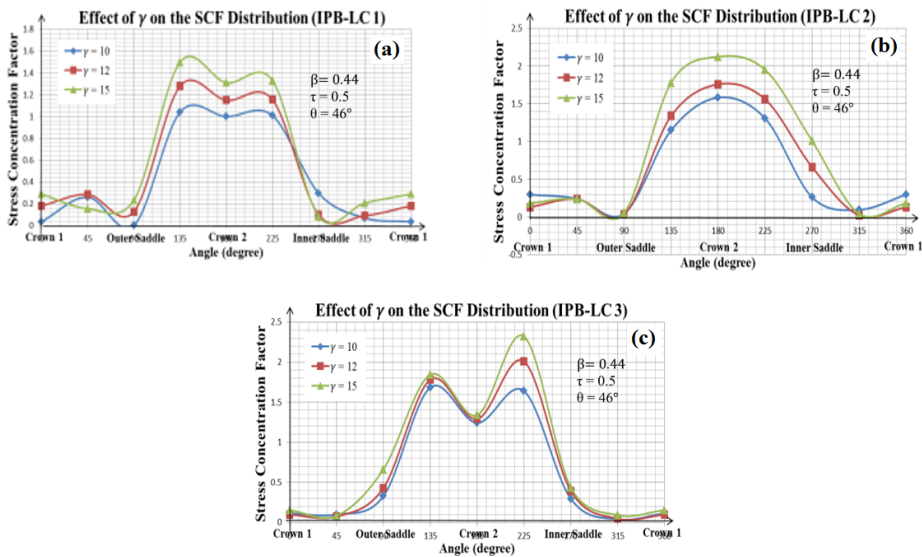 Effect of γ on the SCF Distribution (IPB-LC 1)
(a)
Stress Concentration Factor
1.8
1.6
1.4
1.2
1
0.8
0.6
0.4
0.2
0
γ = 10
γ = 12
γ = 15
β= 0.44
τ = 0.5
θ = 46°
45 135 225 315
Crown 1 Outer Saddle Crown 2 Inner Saddle Crown 1
Angle (degree)
Effect of γ on the SCF Distribution (IPB-LC 2)
(b)
Stress Concentration Factor
2.5
2
1.5
1
0.5
0
-0.5
γ = 10
γ = 12
γ = 15
β= 0.44
τ = 0.5
θ = 46°
0 45 90 135 180 225 270 315 360
Crown 1 Outer Saddle Crown 2 Inner Saddle Crown 1
Angle (degree)
Effect of γ on the SCF Distribution (IPB-LC 3)
(c)
Stress Concentration Factor
2.5
2
1.5
1
0.5
0
γ = 10
γ = 12
γ = 15
β= 0.44
τ = 0.5
θ = 46°
45 135 225 315
Crown 1 Outer Saddle Crown 2 Inner Saddle Crown 1
Angle (degree)